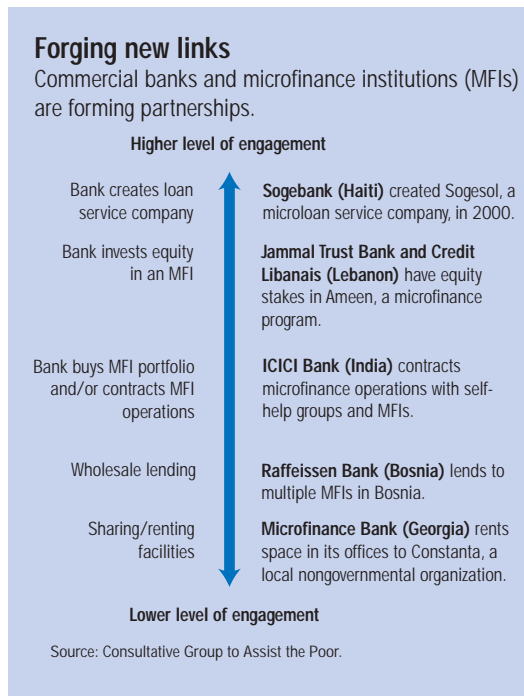 Forging new links
Commercial banks and microfinance institutions (MFIs)
are forming partnerships.
Higher level of engagement
Bank creates loan
service company
Sogebank (Haiti) created Sogesol, a
microloan service company, in 2000.
Bank invests equity
in an MFI
Jammal Trust Bank and Credit
Libanais (Lebanon) have equity
stakes in Ameen, a microfinance
program.
Bank buys MFI portfolio
and/or contracts MFI
operations
ICICI Bank (India) contracts
microfinance operations with self-
help groups and MFIs.
Wholesale lending
Raffeissen Bank (Bosnia) lends to
multiple MFIs in Bosnia.
Sharing/renting
facilities
Microfinance Bank (Georgia) rents
space in its offices to Constanta, a
local nongovernmental organization.
Lower level of engagement
Source: Consultative Group to Assist the Poor.